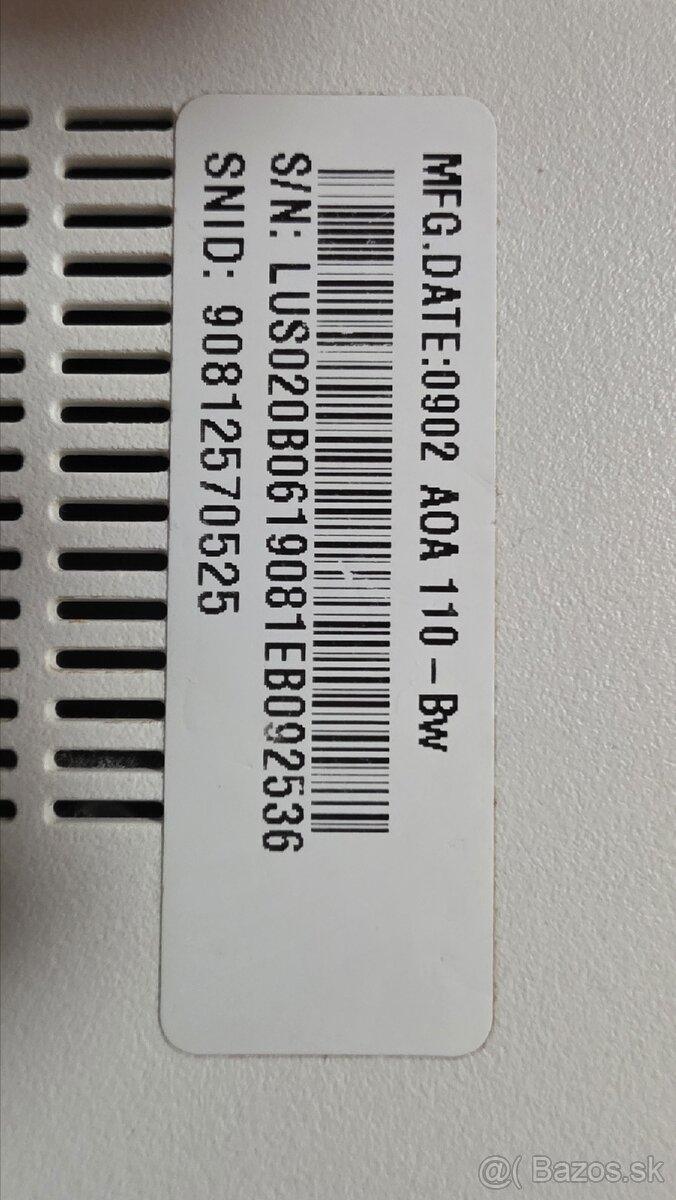 MFG.DATE:0902 AOA 110-Bw
S/N: LUS020B0619081EB092536
SNID: 90812570525
@( Bazos.sk